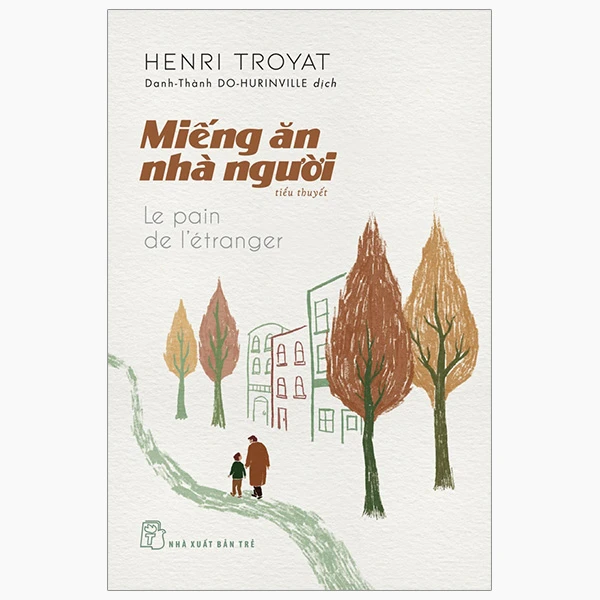 HENRI TROYAT
Danh-Thành DO-HURINVILLE dịch
Miếng ăn
nhà người
tiểu thuyết
Le pain
de l'étranger
NHÀ XUẤT BẢN TRẺ